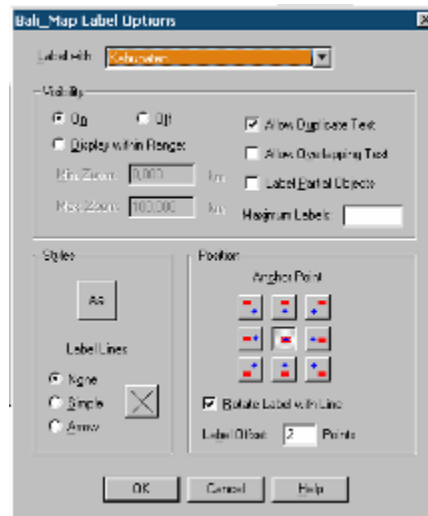 Bali_Map Label Options
Label with: Kabupaten
Visibility
On Off
Display within Range:
Min Zoom: 0,000 km
Max Zoom: 100,000 km
Allow Duplicate Text
Allow Overlapping Text
Label Partial Objects
Maximum Labels:
Styles
Aa
Label Lines
None
Simple
Arrow
Position
Anchor Point
Rotate Label with Line
Label Offset: 2 Points
OK Cancel Help